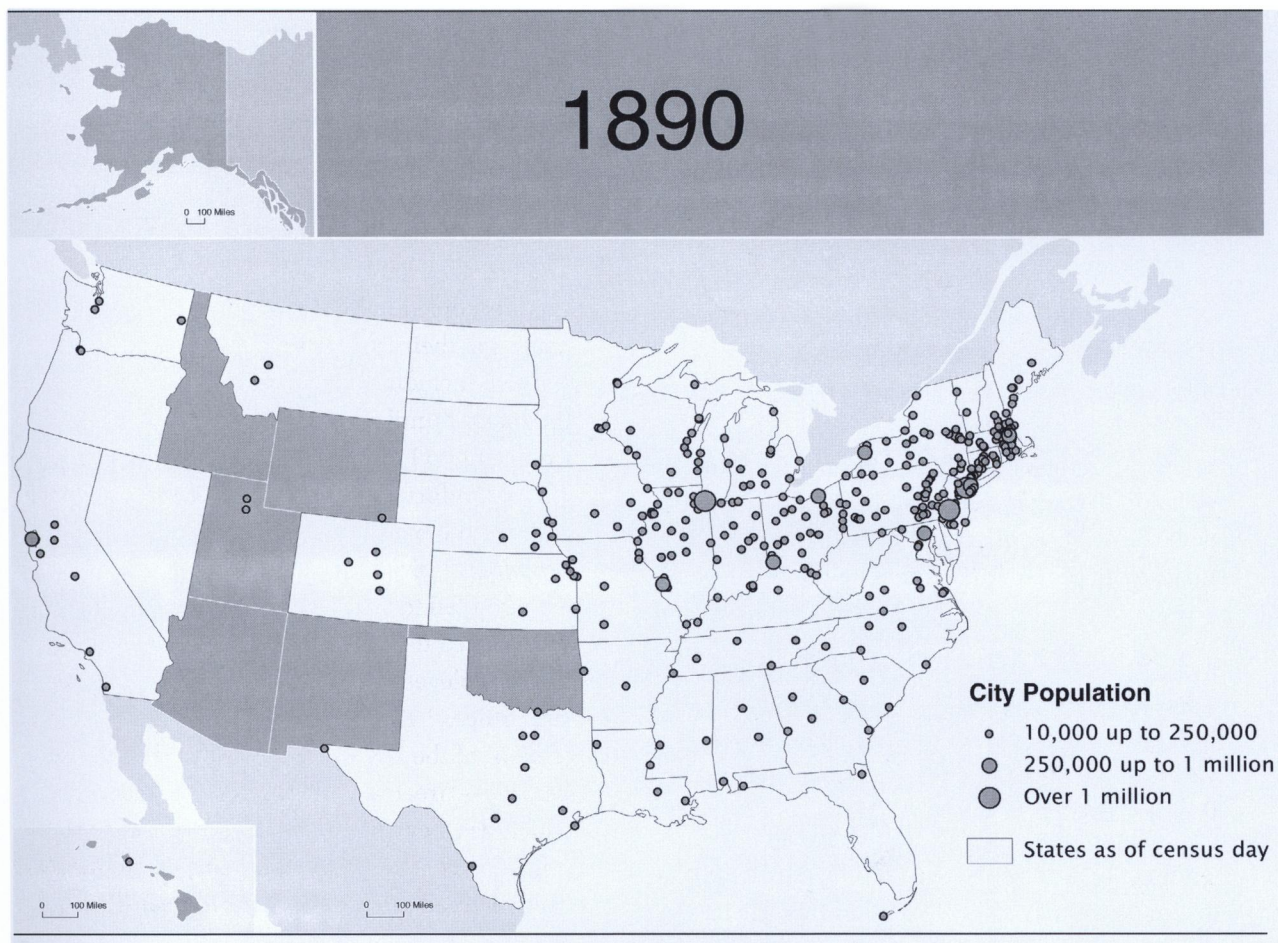 1890
0 100 Miles
City Population
10,000 up to 250,000
250,000 up to 1 million
Over 1 million
States as of census day
0 100 Miles
0 100 Miles